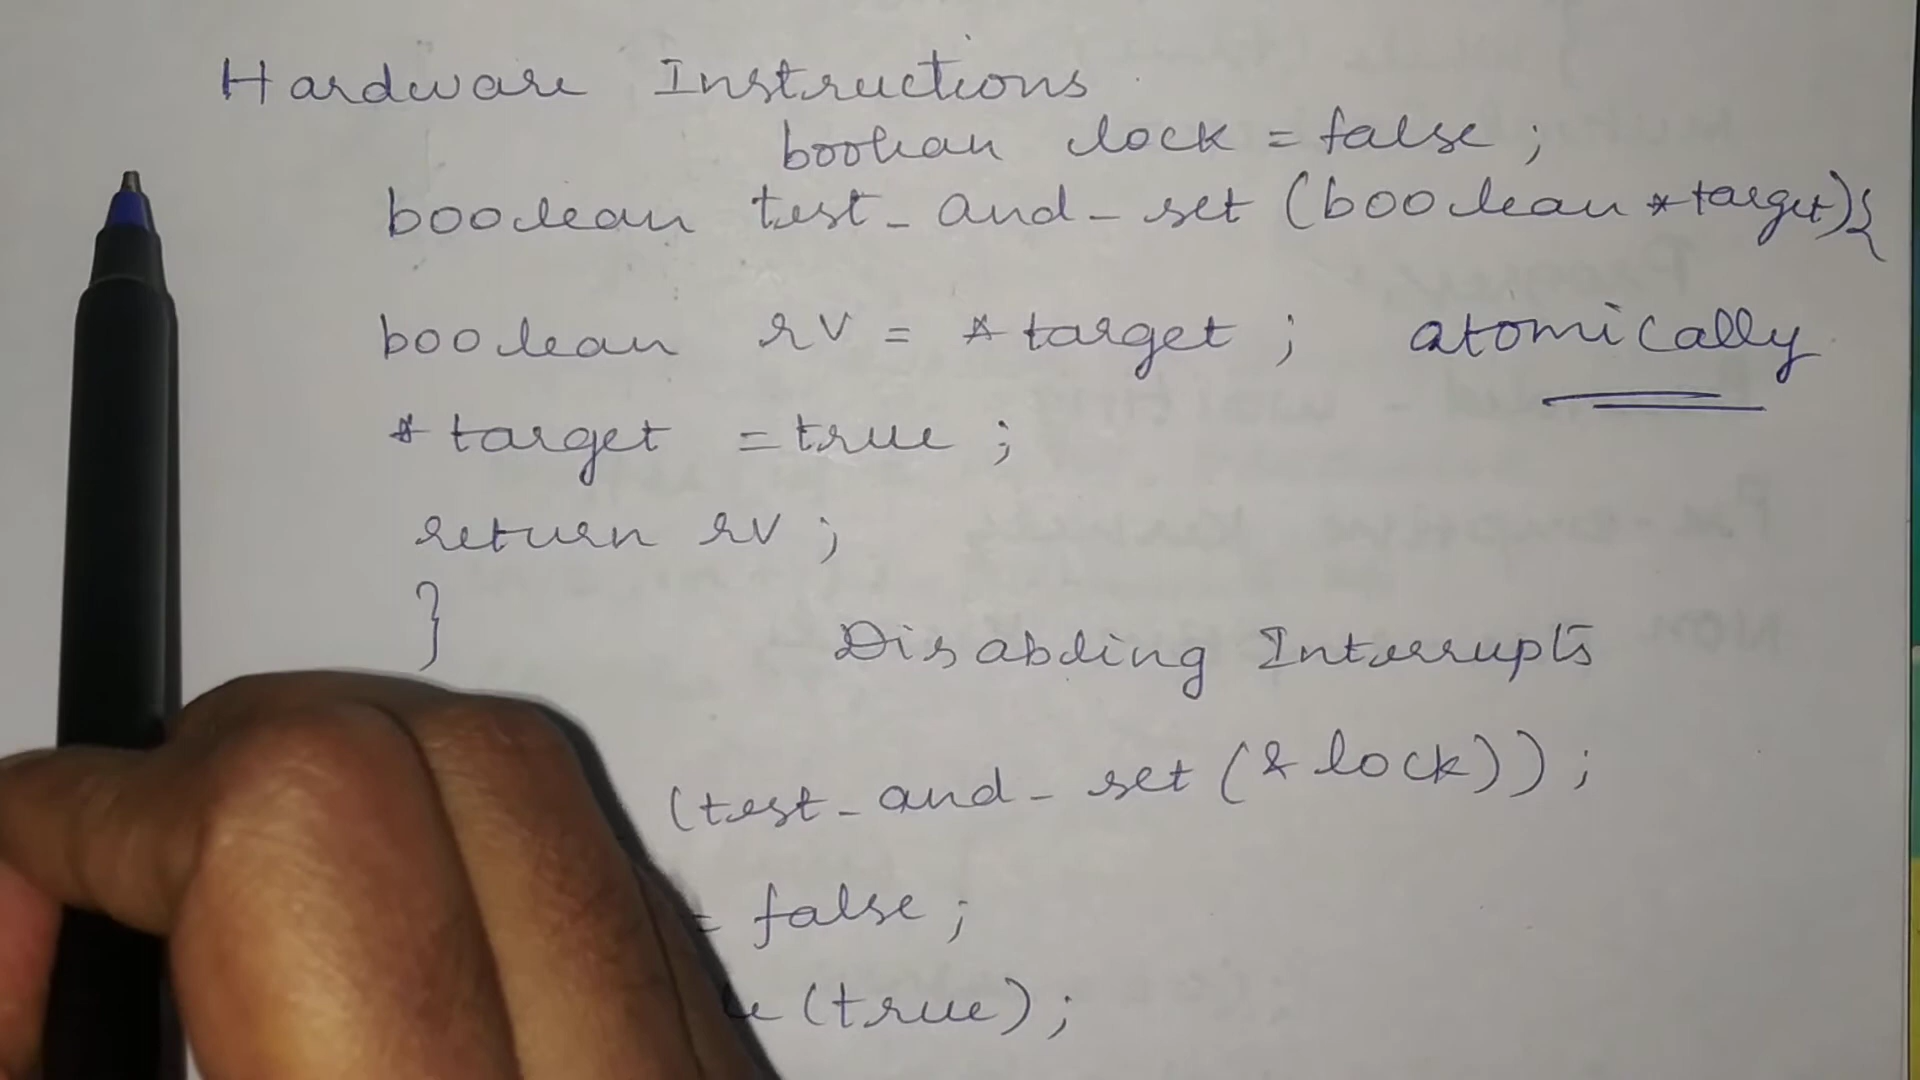 Hardware Instructions
boolean lock = false ;
boolean test_and_set (boolean *target){
boolean rv = *target ; atomically
*target = true ;
return rv ;
}
Disabling Interrupts
(test_and_set (& lock)) ;
= false ;
(true) ;